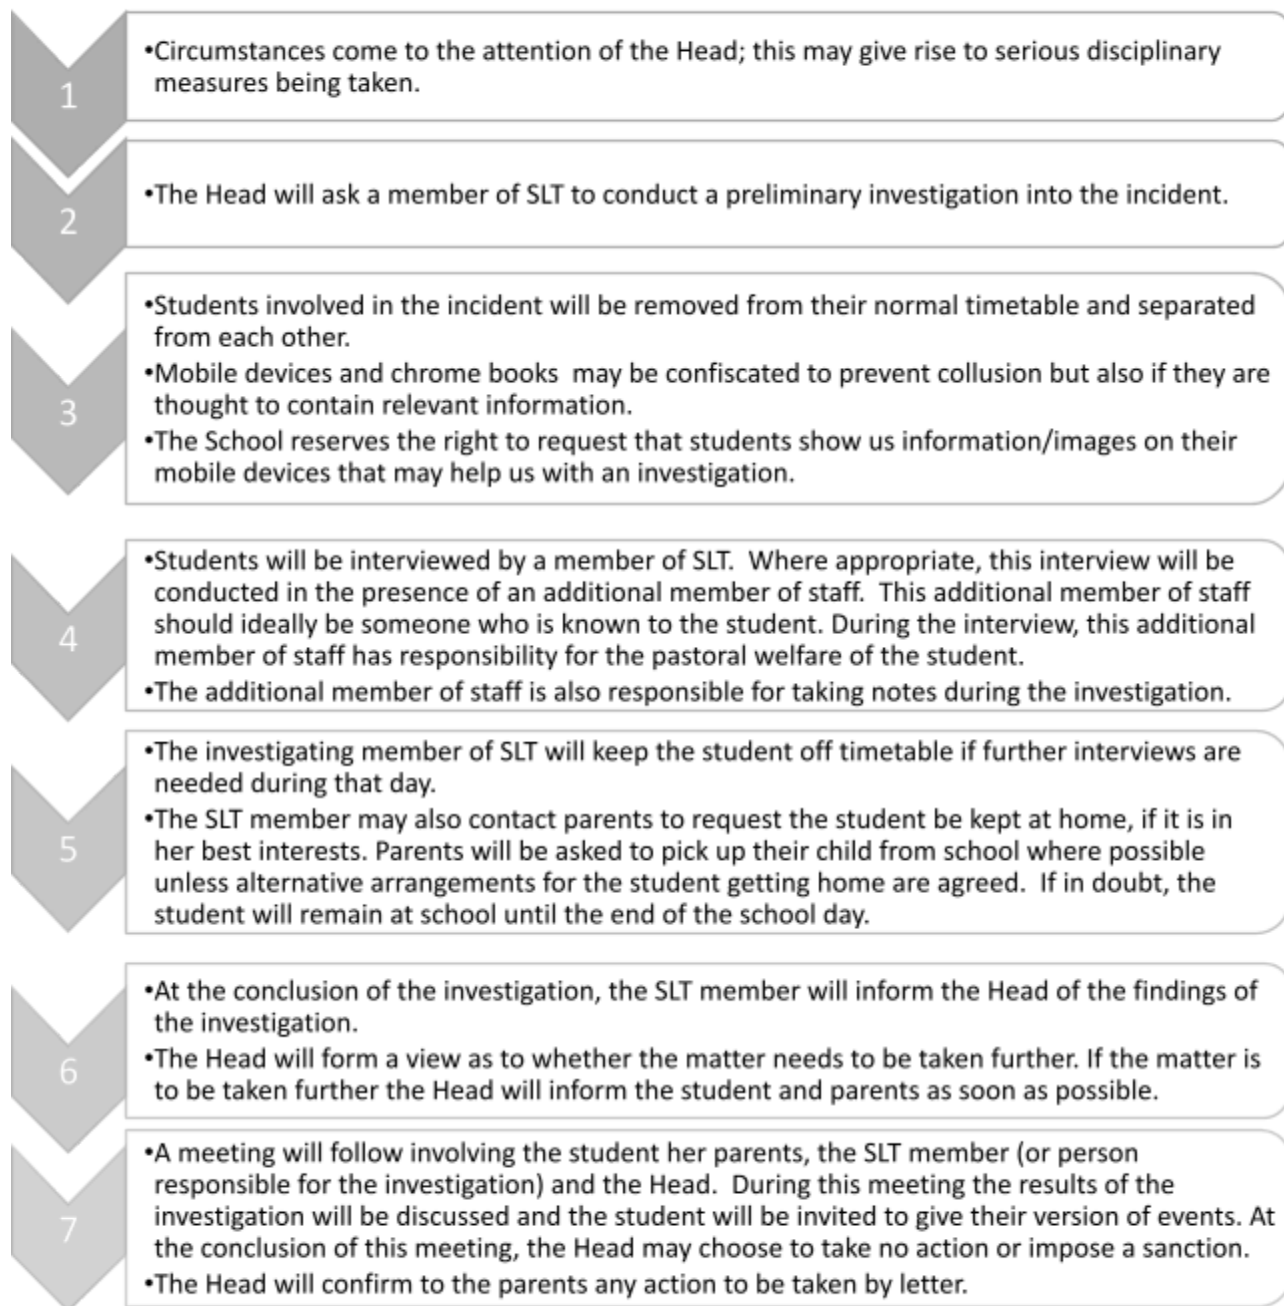 1
•Circumstances come to the attention of the Head; this may give rise to serious disciplinary
measures being taken.
2
•The Head will ask a member of SLT to conduct a preliminary investigation into the incident.
3
•Students involved in the incident will be removed from their normal timetable and separated
from each other.
•Mobile devices and chrome books  may be confiscated to prevent collusion but also if they are
thought to contain relevant information.
•The School reserves the right to request that students show us information/images on their
mobile devices that may help us with an investigation.
4
•Students will be interviewed by a member of SLT.  Where appropriate, this interview will be
conducted in the presence of an additional member of staff.  This additional member of staff
should ideally be someone who is known to the student. During the interview, this additional
member of staff has responsibility for the pastoral welfare of the student.
•The additional member of staff is also responsible for taking notes during the investigation.
5
•The investigating member of SLT will keep the student off timetable if further interviews are
needed during that day.
•The SLT member may also contact parents to request the student be kept at home, if it is in
her best interests. Parents will be asked to pick up their child from school where possible
unless alternative arrangements for the student getting home are agreed.  If in doubt, the
student will remain at school until the end of the school day.
6
•At the conclusion of the investigation, the SLT member will inform the Head of the findings of
the investigation.
•The Head will form a view as to whether the matter needs to be taken further. If the matter is
to be taken further the Head will inform the student and parents as soon as possible.
7
•A meeting will follow involving the student her parents, the SLT member (or person
responsible for the investigation) and the Head.  During this meeting the results of the
investigation will be discussed and the student will be invited to give their version of events. At
the conclusion of this meeting, the Head may choose to take no action or impose a sanction.
•The Head will confirm to the parents any action to be taken by letter.